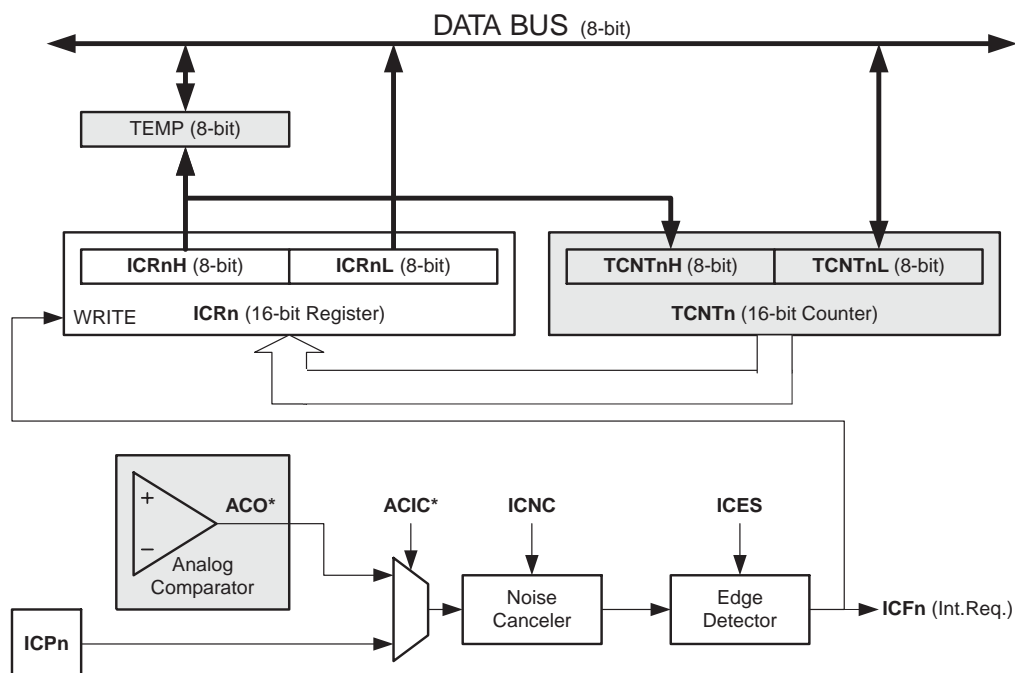 DATA BUS (8-bit)
TEMP (8-bit)
ICRnH (8-bit) ICRnL (8-bit) TCNTnH (8-bit) TCNTnL (8-bit)
WRITE ICRn (16-bit Register) TCNTn (16-bit Counter)
+
−
ACO* ACIC* ICNC ICES
Analog
Comparator
Noise
Canceler
Edge
Detector
ICFn (Int.Req.)
ICPn